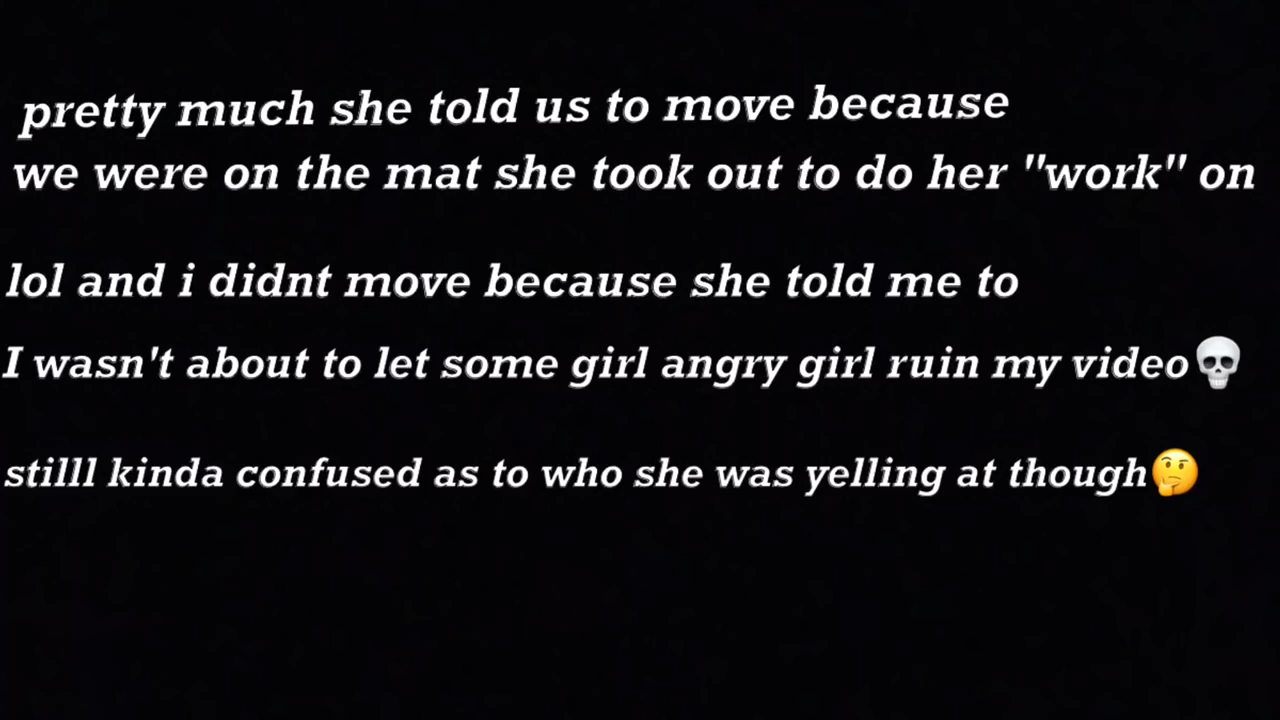 pretty much she told us to move because
we were on the mat she took out to do her "work" on
lol and i didnt move because she told me to
I wasn't about to let some girl angry girl ruin my video💀
stilll kinda confused as to who she was yelling at though🤔